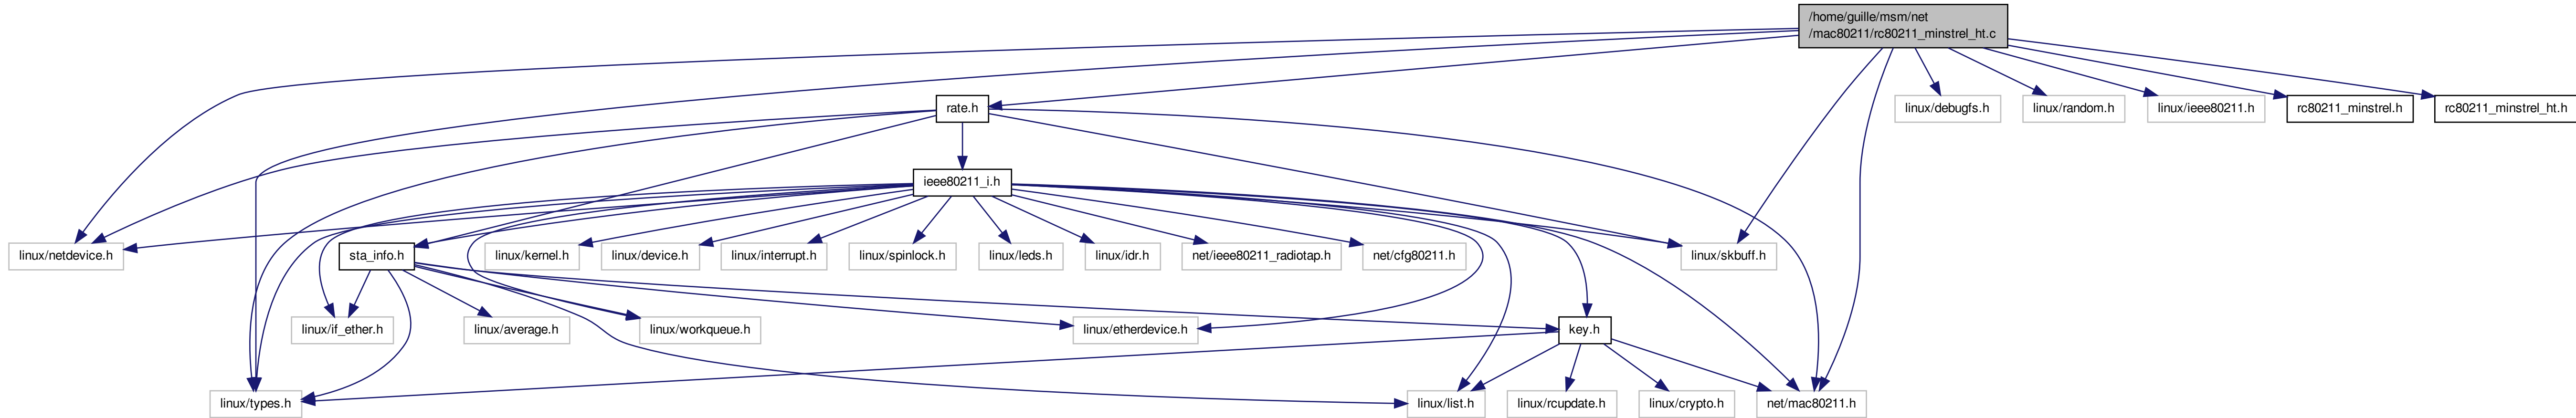 /home/guille/msm/net
/mac80211/rc80211_minstrel_ht.c
rate.h
linux/debugfs.h
linux/random.h
linux/ieee80211.h
rc80211_minstrel.h
rc80211_minstrel_ht.h
ieee80211_i.h
linux/netdevice.h
sta_info.h
linux/kernel.h
linux/device.h
linux/interrupt.h
linux/spinlock.h
linux/leds.h
linux/idr.h
net/ieee80211_radiotap.h
net/cfg80211.h
linux/skbuff.h
linux/if_ether.h
linux/average.h
linux/workqueue.h
linux/etherdevice.h
key.h
linux/types.h
linux/list.h
linux/rcupdate.h
linux/crypto.h
net/mac80211.h